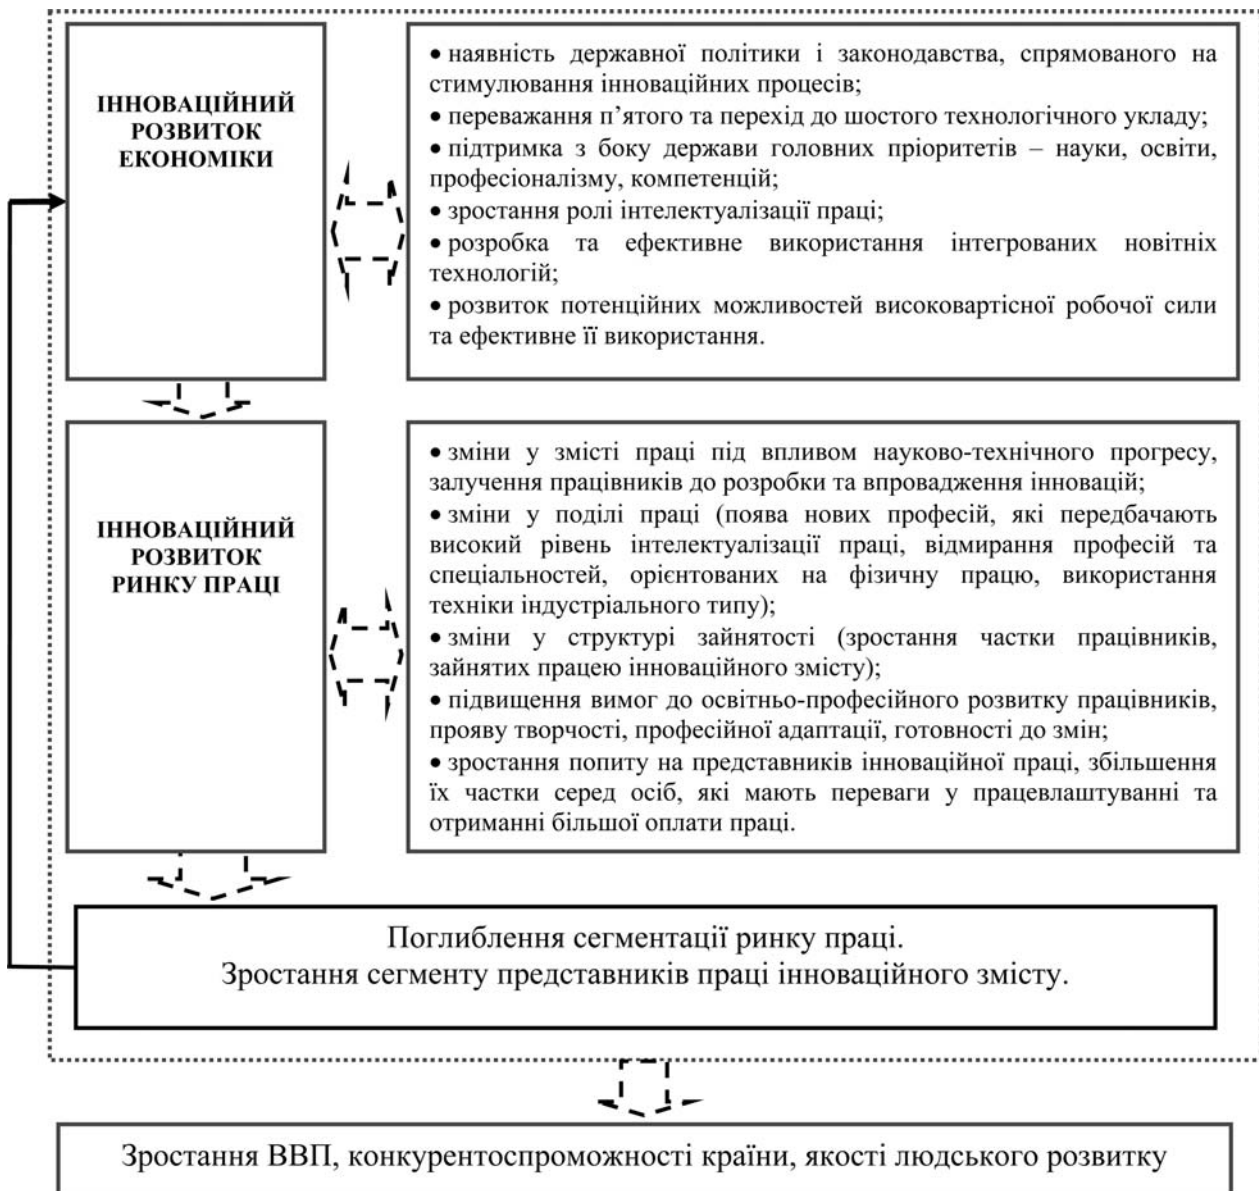 ІННОВАЦІЙНИЙ
РОЗВИТОК
ЕКОНОМІКИ
• наявність державної політики і законодавства, спрямованого на
стимулювання інноваційних процесів;
• переважання п’ятого та перехід до шостого технологічного укладу;
• підтримка з боку держави головних пріоритетів – науки, освіти,
професіоналізму, компетенцій;
• зростання ролі інтелектуалізації праці;
• розробка та ефективне використання інтегрованих новітніх
технологій;
• розвиток потенційних можливостей високовартісної робочої сили
та ефективне її використання.
ІННОВАЦІЙНИЙ
РОЗВИТОК
РИНКУ ПРАЦІ
• зміни у змісті праці під впливом науково-технічного прогресу,
залучення працівників до розробки та впровадження інновацій;
• зміни у поділі праці (поява нових професій, які передбачають
високий рівень інтелектуалізації праці, відмирання професій та
спеціальностей, орієнтованих на фізичну працю, використання
техніки індустріального типу);
• зміни у структурі зайнятості (зростання частки працівників,
зайнятих працею інноваційного змісту);
• підвищення вимог до освітньо-професійного розвитку працівників,
прояву творчості, професійної адаптації, готовності до змін;
• зростання попиту на представників інноваційної праці, збільшення
їх частки серед осіб, які мають переваги у працевлаштуванні та
отриманні більшої оплати праці.
Поглиблення сегментації ринку праці.
Зростання сегменту представників праці інноваційного змісту.
Зростання ВВП, конкурентоспроможності країни, якості людського розвитку